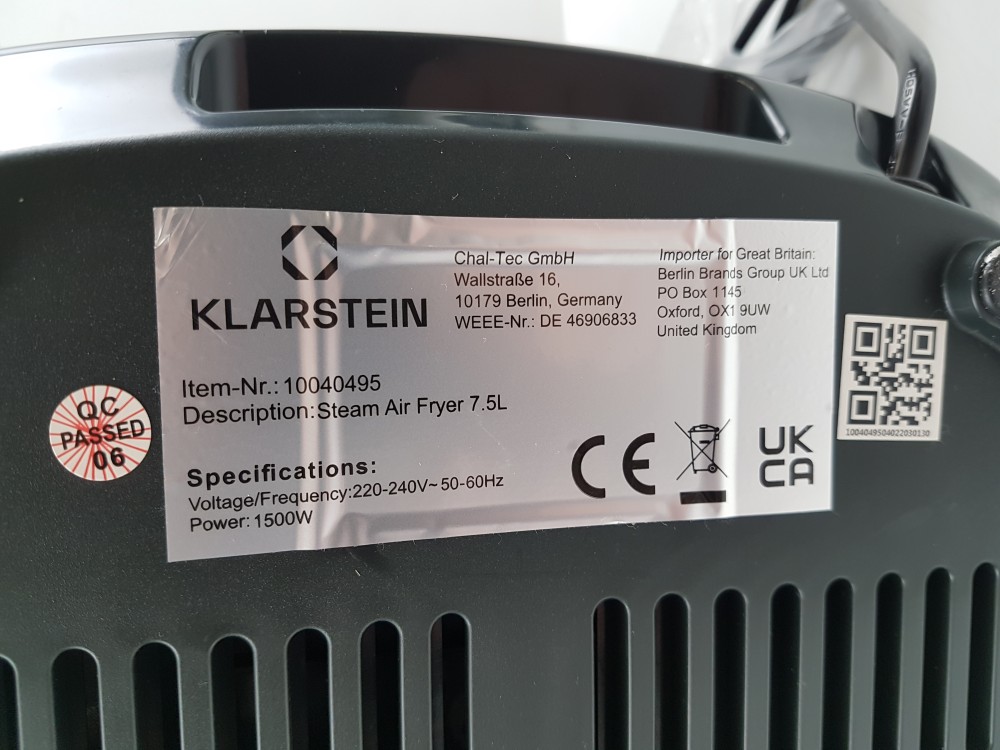 H05VV-F
KLARSTEIN
Chal-Tec GmbH
Wallstraße 16,
10179 Berlin, Germany
WEEE-Nr.: DE 46906833
Importer for Great Britain:
Berlin Brands Group UK Ltd
PO Box 1145
Oxford, OX1 9UW
United Kingdom
Item-Nr.: 10040495
Description:Steam Air Fryer 7.5L
Specifications:
Voltage/Frequency:220-240V~ 50-60Hz
Power: 1500W
CE
UK
CA
QC
PASSED
06
1004049504022030130